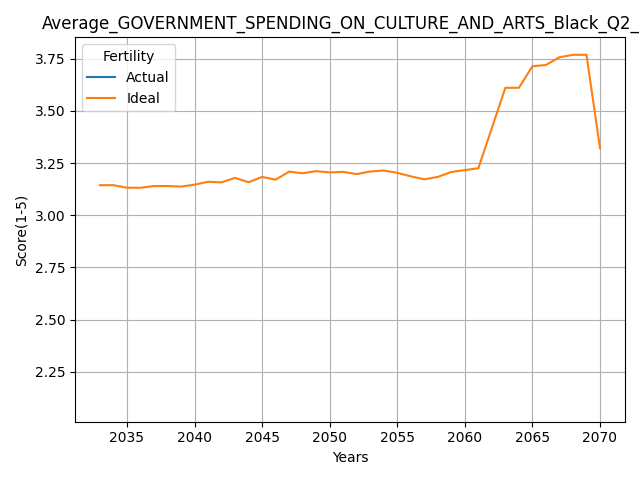 Average_GOVERNMENT_SPENDING_ON_CULTURE_AND_ARTS_Black_Q2_
Fertility
Actual
Ideal
3.75
3.50
3.25
3.00
2.75
2.50
2.25
Score(1-5)
2035 2040 2045 2050 2055 2060 2065 2070
Years